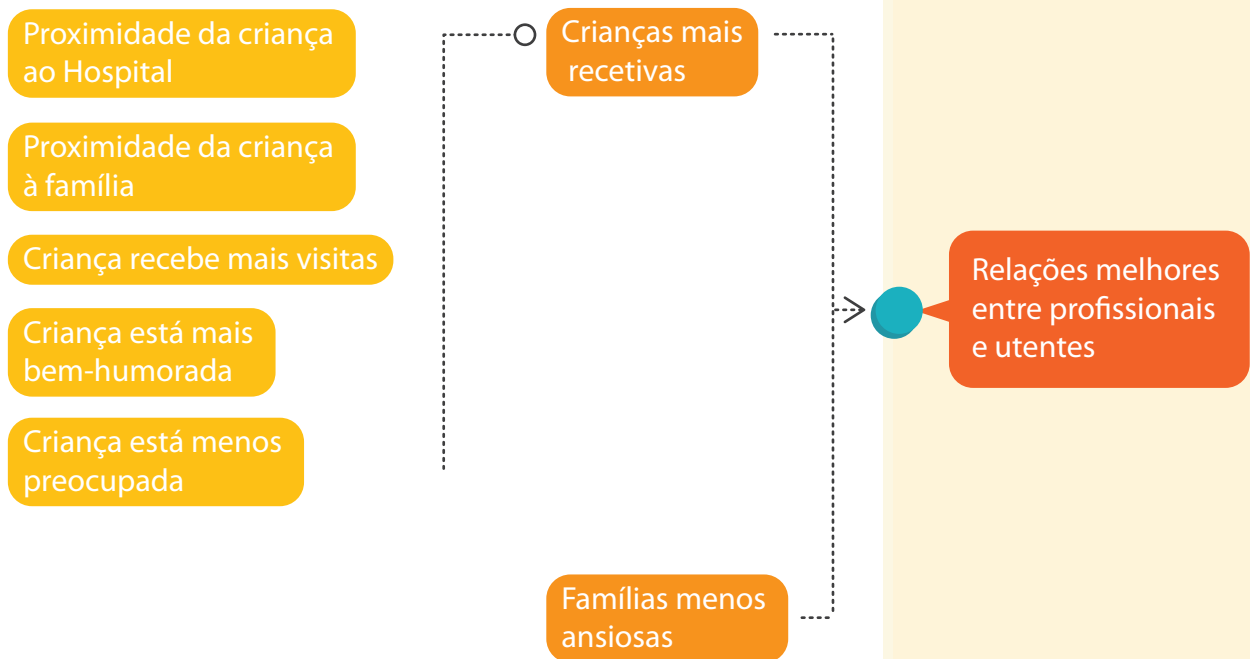 Proximidade da criança
ao Hospital
Proximidade da criança
à família
Criança recebe mais visitas
Criança está mais
bem-humorada
Criança está menos
preocupada
Crianças mais
recetivas
Famílias menos
ansiosas
Relações melhores
entre profissionais
e utentes